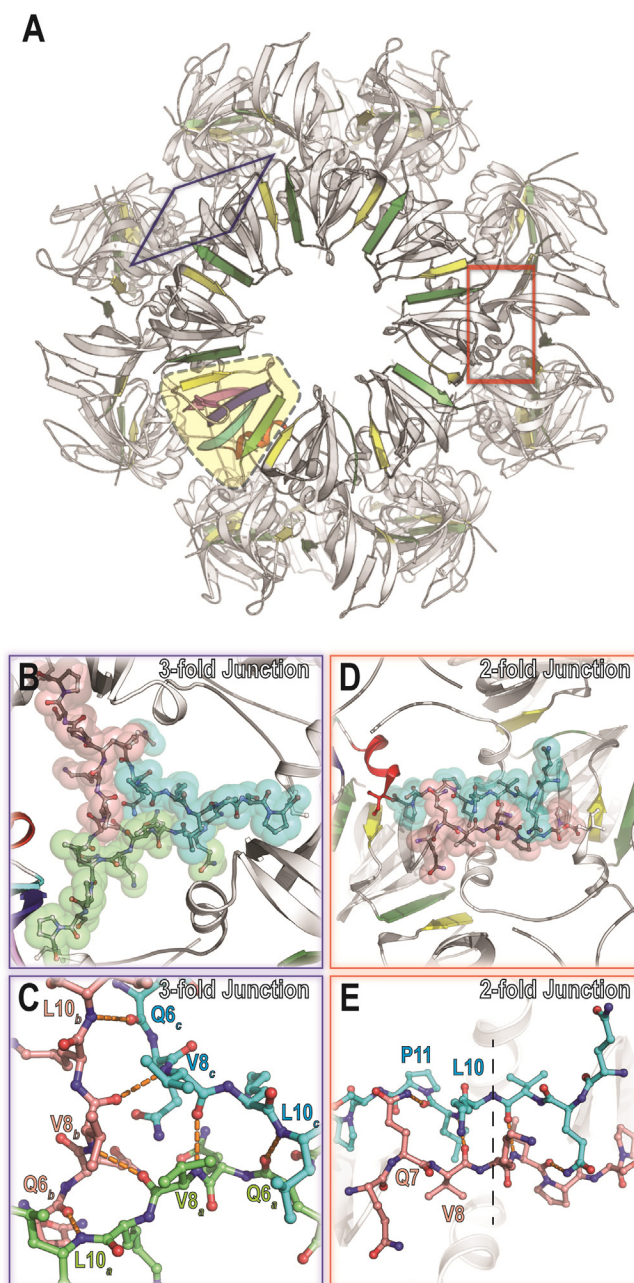 A
B 3-fold Junction
D 2-fold Junction
C 3-fold Junction
L10b
Q6c
V8c
L10c
V8b
Q6b
V8a
Q6a
L10a
E 2-fold Junction
P11
L10
Q7
V8